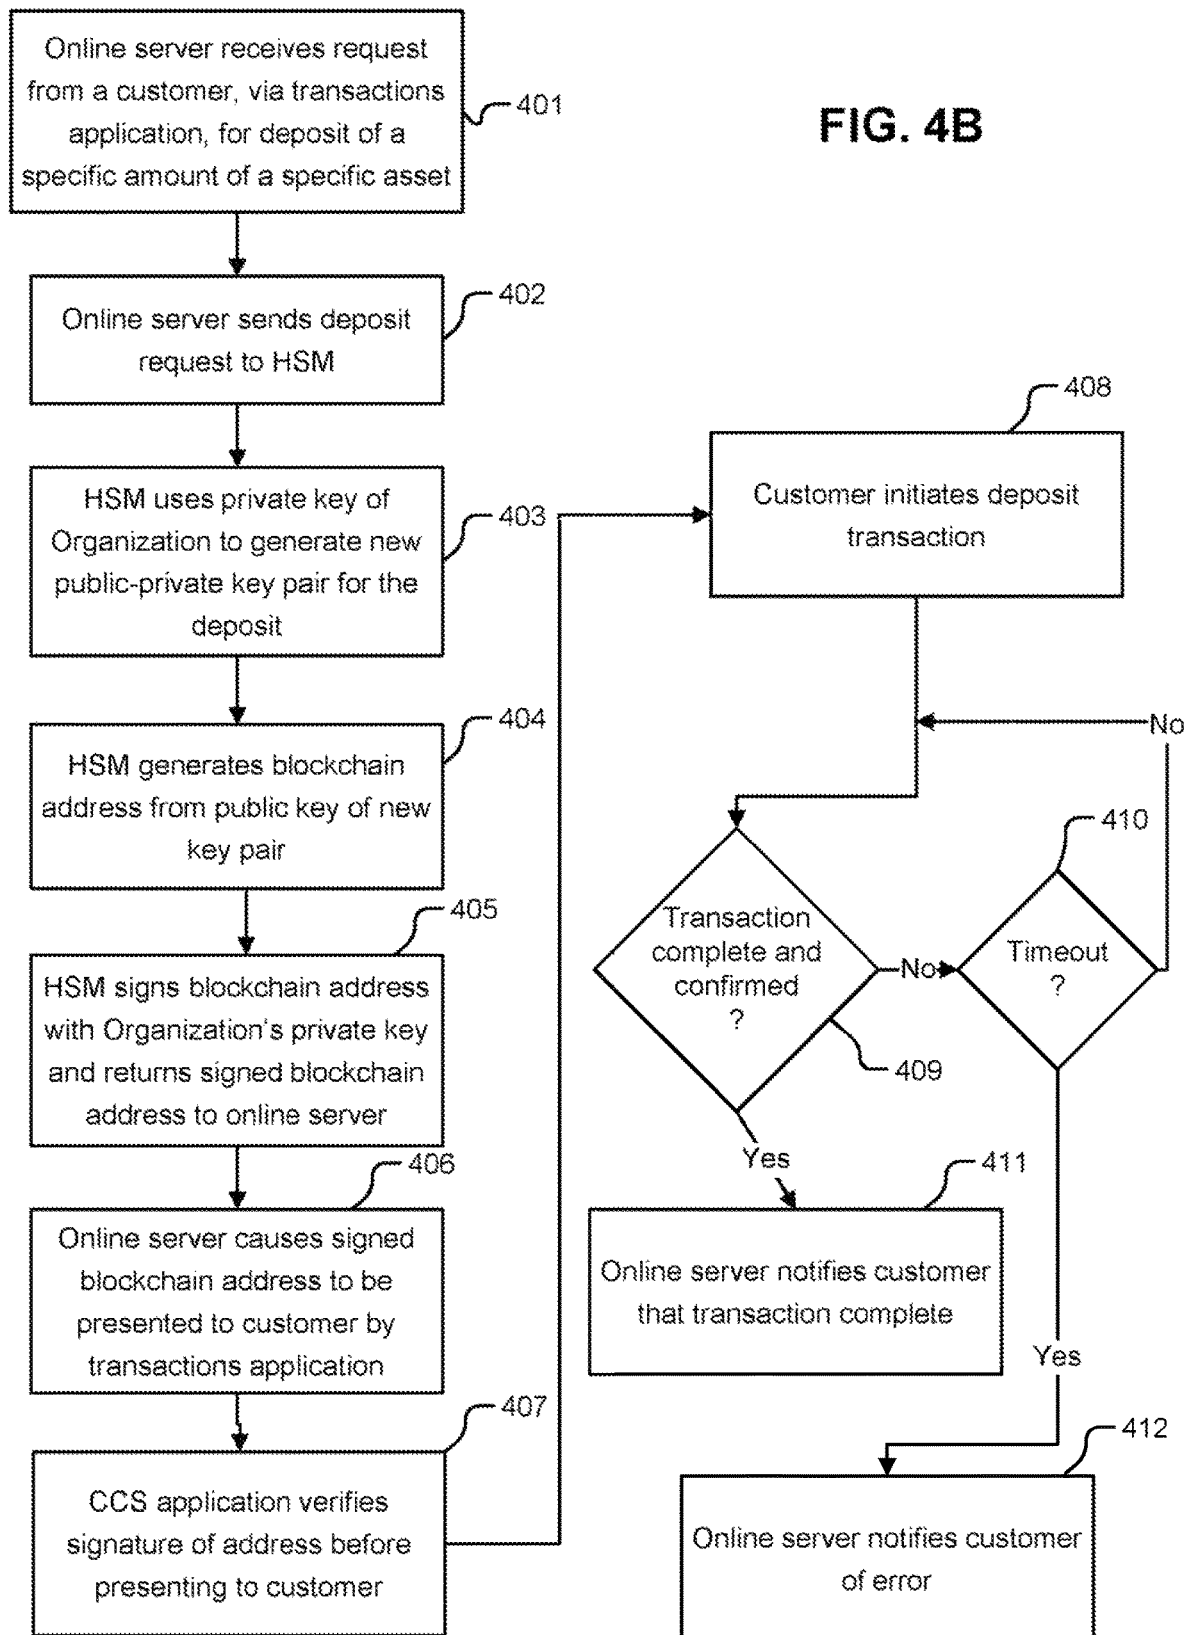 Online server receives request
from a customer, via transactions
application, for deposit of a
specific amount of a specific asset
401
FIG. 4B
Online server sends deposit
request to HSM
402
HSM uses private key of
Organization to generate new
public-private key pair for the
deposit
403
HSM generates blockchain
address from public key of new
key pair
404
HSM signs blockchain address
with Organization's private key
and returns signed blockchain
address to online server
405
Online server causes signed
blockchain address to be
presented to customer by
transactions application
406
CCS application verifies
signature of address before
presenting to customer
407
Customer initiates deposit
transaction
408
Transaction
complete and
confirmed
?
409
No
Timeout
?
410
No
Yes
Online server notifies customer
that transaction complete
411
Yes
Online server notifies customer
of error
412